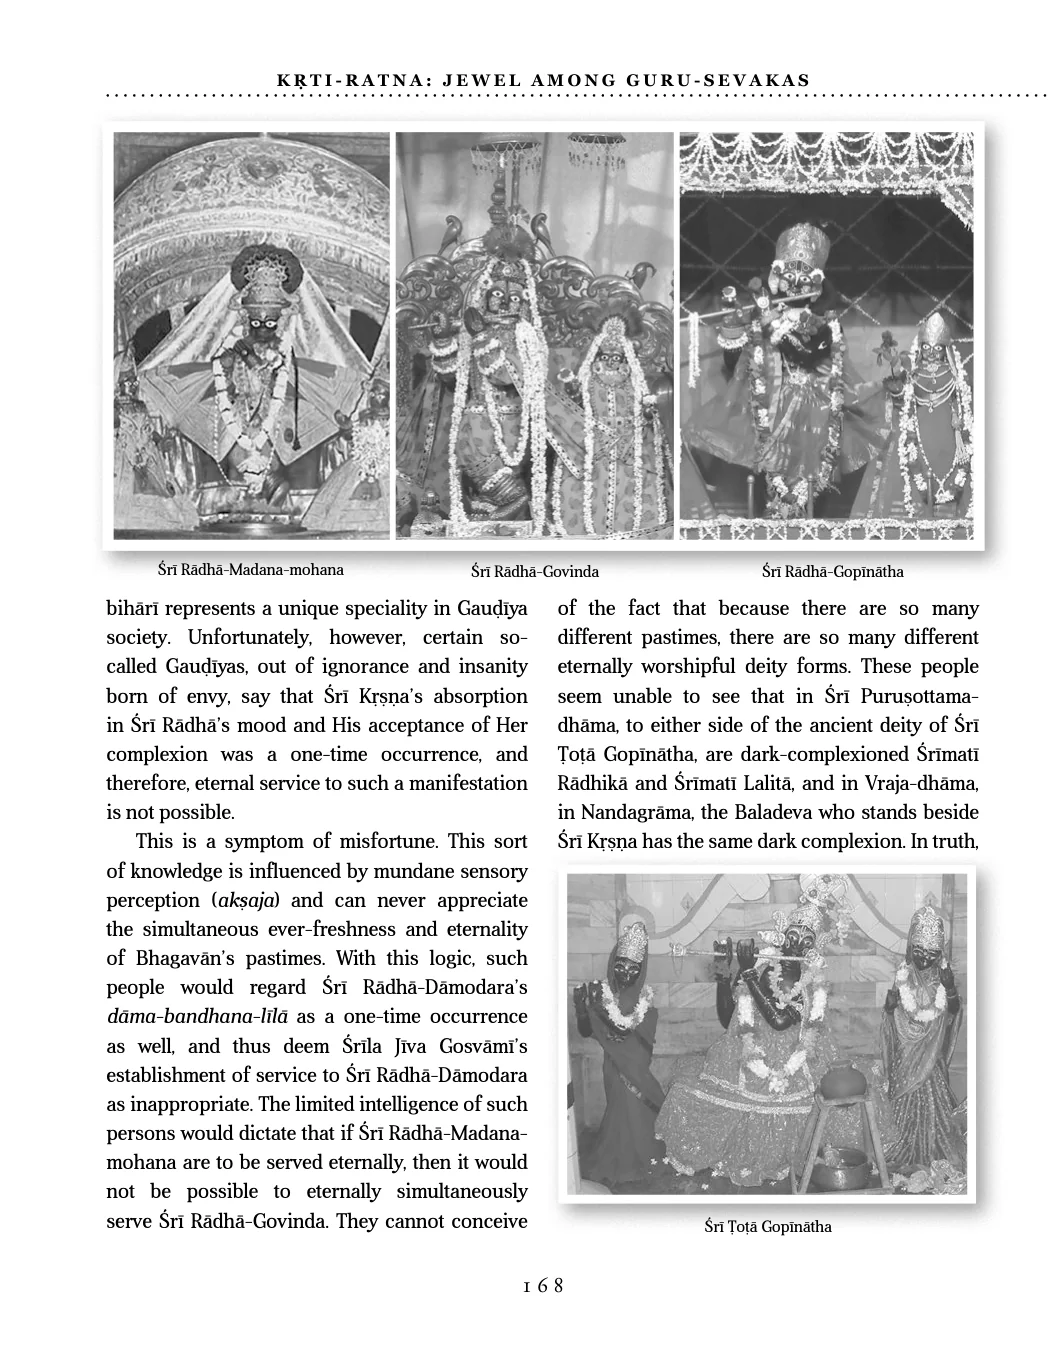 KṚTI-RATNA: JEWEL AMONG GURU-SEVAKAS
Śrī Rādhā-Madana-mohana
Śrī Rādhā-Govinda
Śrī Rādhā-Gopīnātha
bihārī represents a unique speciality in Gauḍīya
society. Unfortunately, however, certain so-
called Gauḍīyas, out of ignorance and insanity
born of envy, say that Śrī Kṛṣṇa’s absorption
in Śrī Rādhā’s mood and His acceptance of Her
complexion was a one-time occurrence, and
therefore, eternal service to such a manifestation
is not possible.
This is a symptom of misfortune. This sort
of knowledge is influenced by mundane sensory
perception (akṣaja) and can never appreciate
the simultaneous ever-freshness and eternality
of Bhagavān’s pastimes. With this logic, such
people would regard Śrī Rādhā-Dāmodara’s
dāma-bandhana-līlā as a one-time occurrence
as well, and thus deem Śrīla Jīva Gosvāmī’s
establishment of service to Śrī Rādhā-Dāmodara
as inappropriate. The limited intelligence of such
persons would dictate that if Śrī Rādhā-Madana-
mohana are to be served eternally, then it would
not be possible to eternally simultaneously
serve Śrī Rādhā-Govinda. They cannot conceive
of the fact that because there are so many
different pastimes, there are so many different
eternally worshipful deity forms. These people
seem unable to see that in Śrī Puruṣottama-
dhāma, to either side of the ancient deity of Śrī
Ṭoṭā Gopīnātha, are dark-complexioned Śrīmatī
Rādhikā and Śrīmatī Lalitā, and in Vraja-dhāma,
in Nandagrāma, the Baladeva who stands beside
Śrī Kṛṣṇa has the same dark complexion. In truth,
Śrī Ṭoṭā Gopīnātha
168